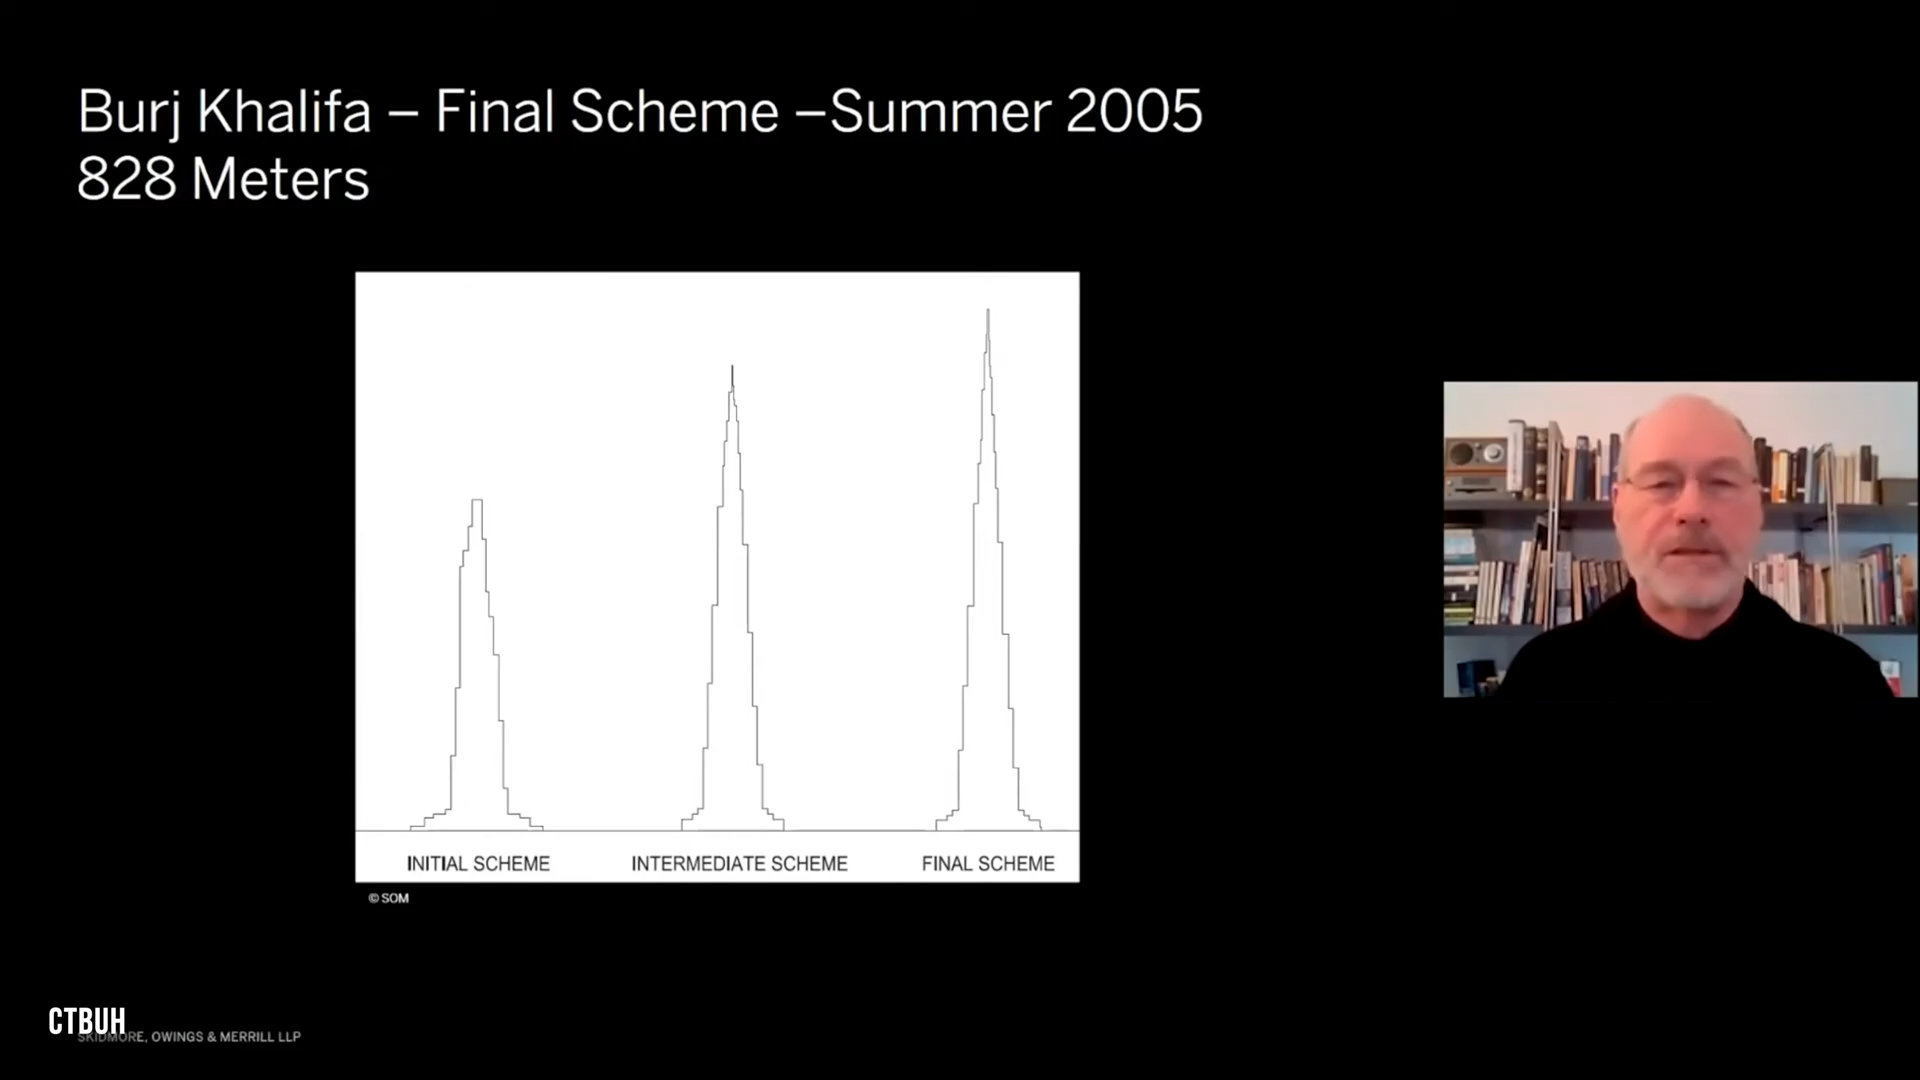 Burj Khalifa – Final Scheme –Summer 2005
828 Meters
INITIAL SCHEME
INTERMEDIATE SCHEME
FINAL SCHEME
© SOM
CTBUH
SKIDMORE, OWINGS & MERRILL LLP